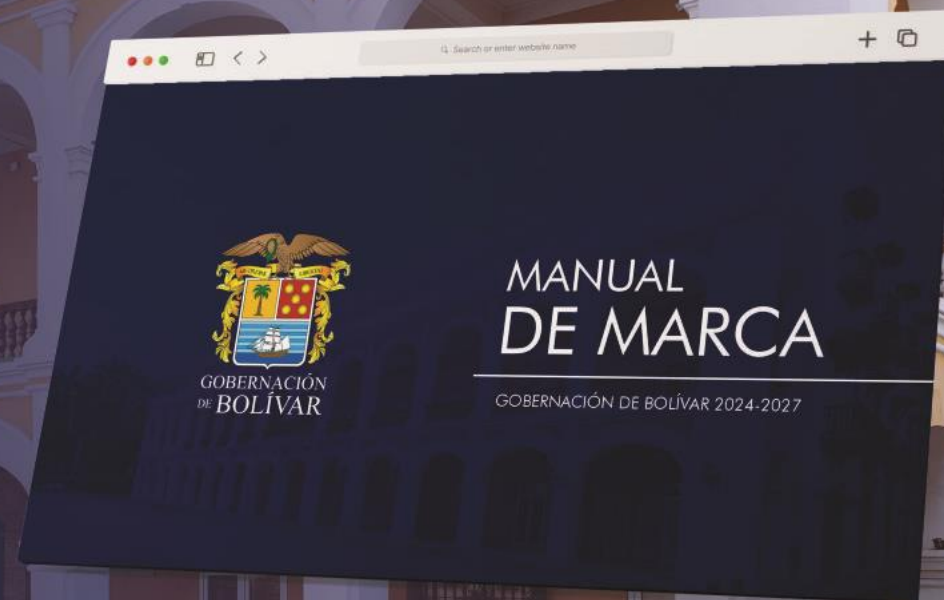 Search or enter website name
GOBERNACIÓN
DE BOLÍVAR
MANUAL
DE MARCA
GOBERNACIÓN DE BOLÍVAR 2024-2027